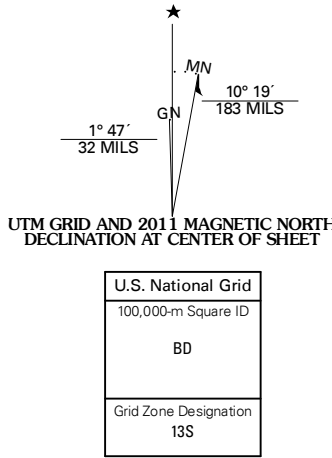 MN
10° 19´
183 MILS
GN
1° 47´
32 MILS
UTM GRID AND 2011 MAGNETIC NORTH
DECLINATION AT CENTER OF SHEET
U.S. National Grid
100,000-m Square ID
BD
Grid Zone Designation
13S